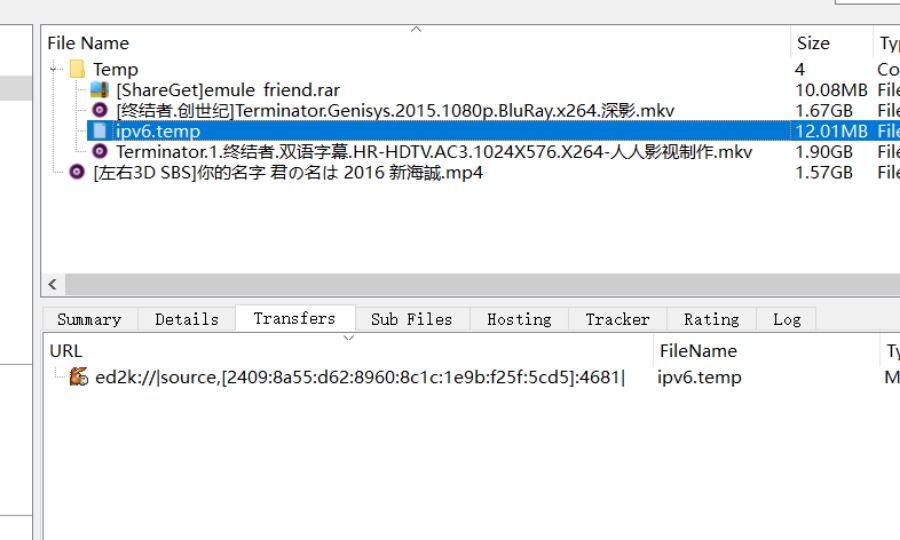 File Name Size Ty
Temp 4 Co
[ShareGet]emule friend.rar 10.08MB File
[终结者.创世纪]Terminator.Genisys.2015.1080p.BluRay.x264.深影.mkv 1.67GB File
ipv6.temp 12.01MB File
Terminator.1.终结者.双语字幕.HR-HDTV.AC3.1024X576.X264-人人影视制作.mkv 1.90GB File
[左右3D SBS]你的名字 君の名は 2016 新海誠.mp4 1.57GB File
Summary Details Transfers Sub Files Hosting Tracker Rating Log
URL FileName Ty
ed2k://|source,[2409:8a55:d62:8960:8c1c:1e9b:f25f:5cd5]:4681| ipv6.temp M